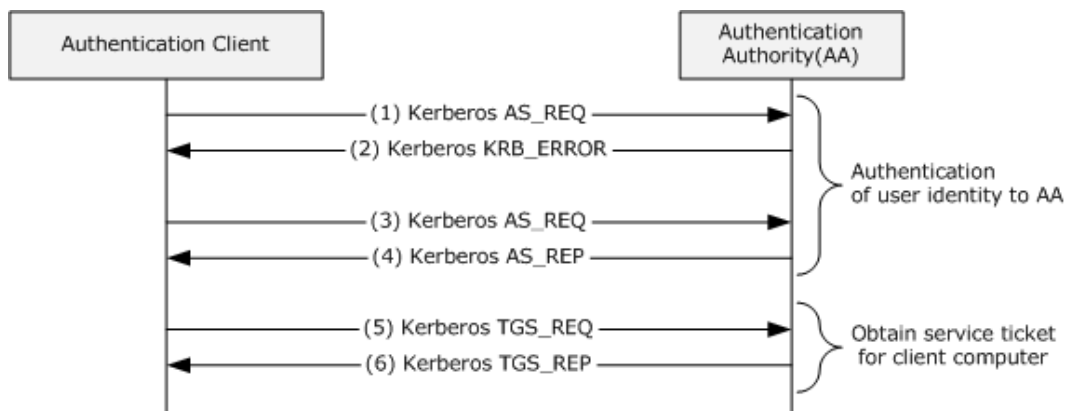 Authentication Client
Authentication
Authority(AA)
(1) Kerberos AS_REQ
(2) Kerberos KRB_ERROR
Authentication
of user identity to AA
(3) Kerberos AS_REQ
(4) Kerberos AS_REP
(5) Kerberos TGS_REQ
Obtain service ticket
for client computer
(6) Kerberos TGS_REP